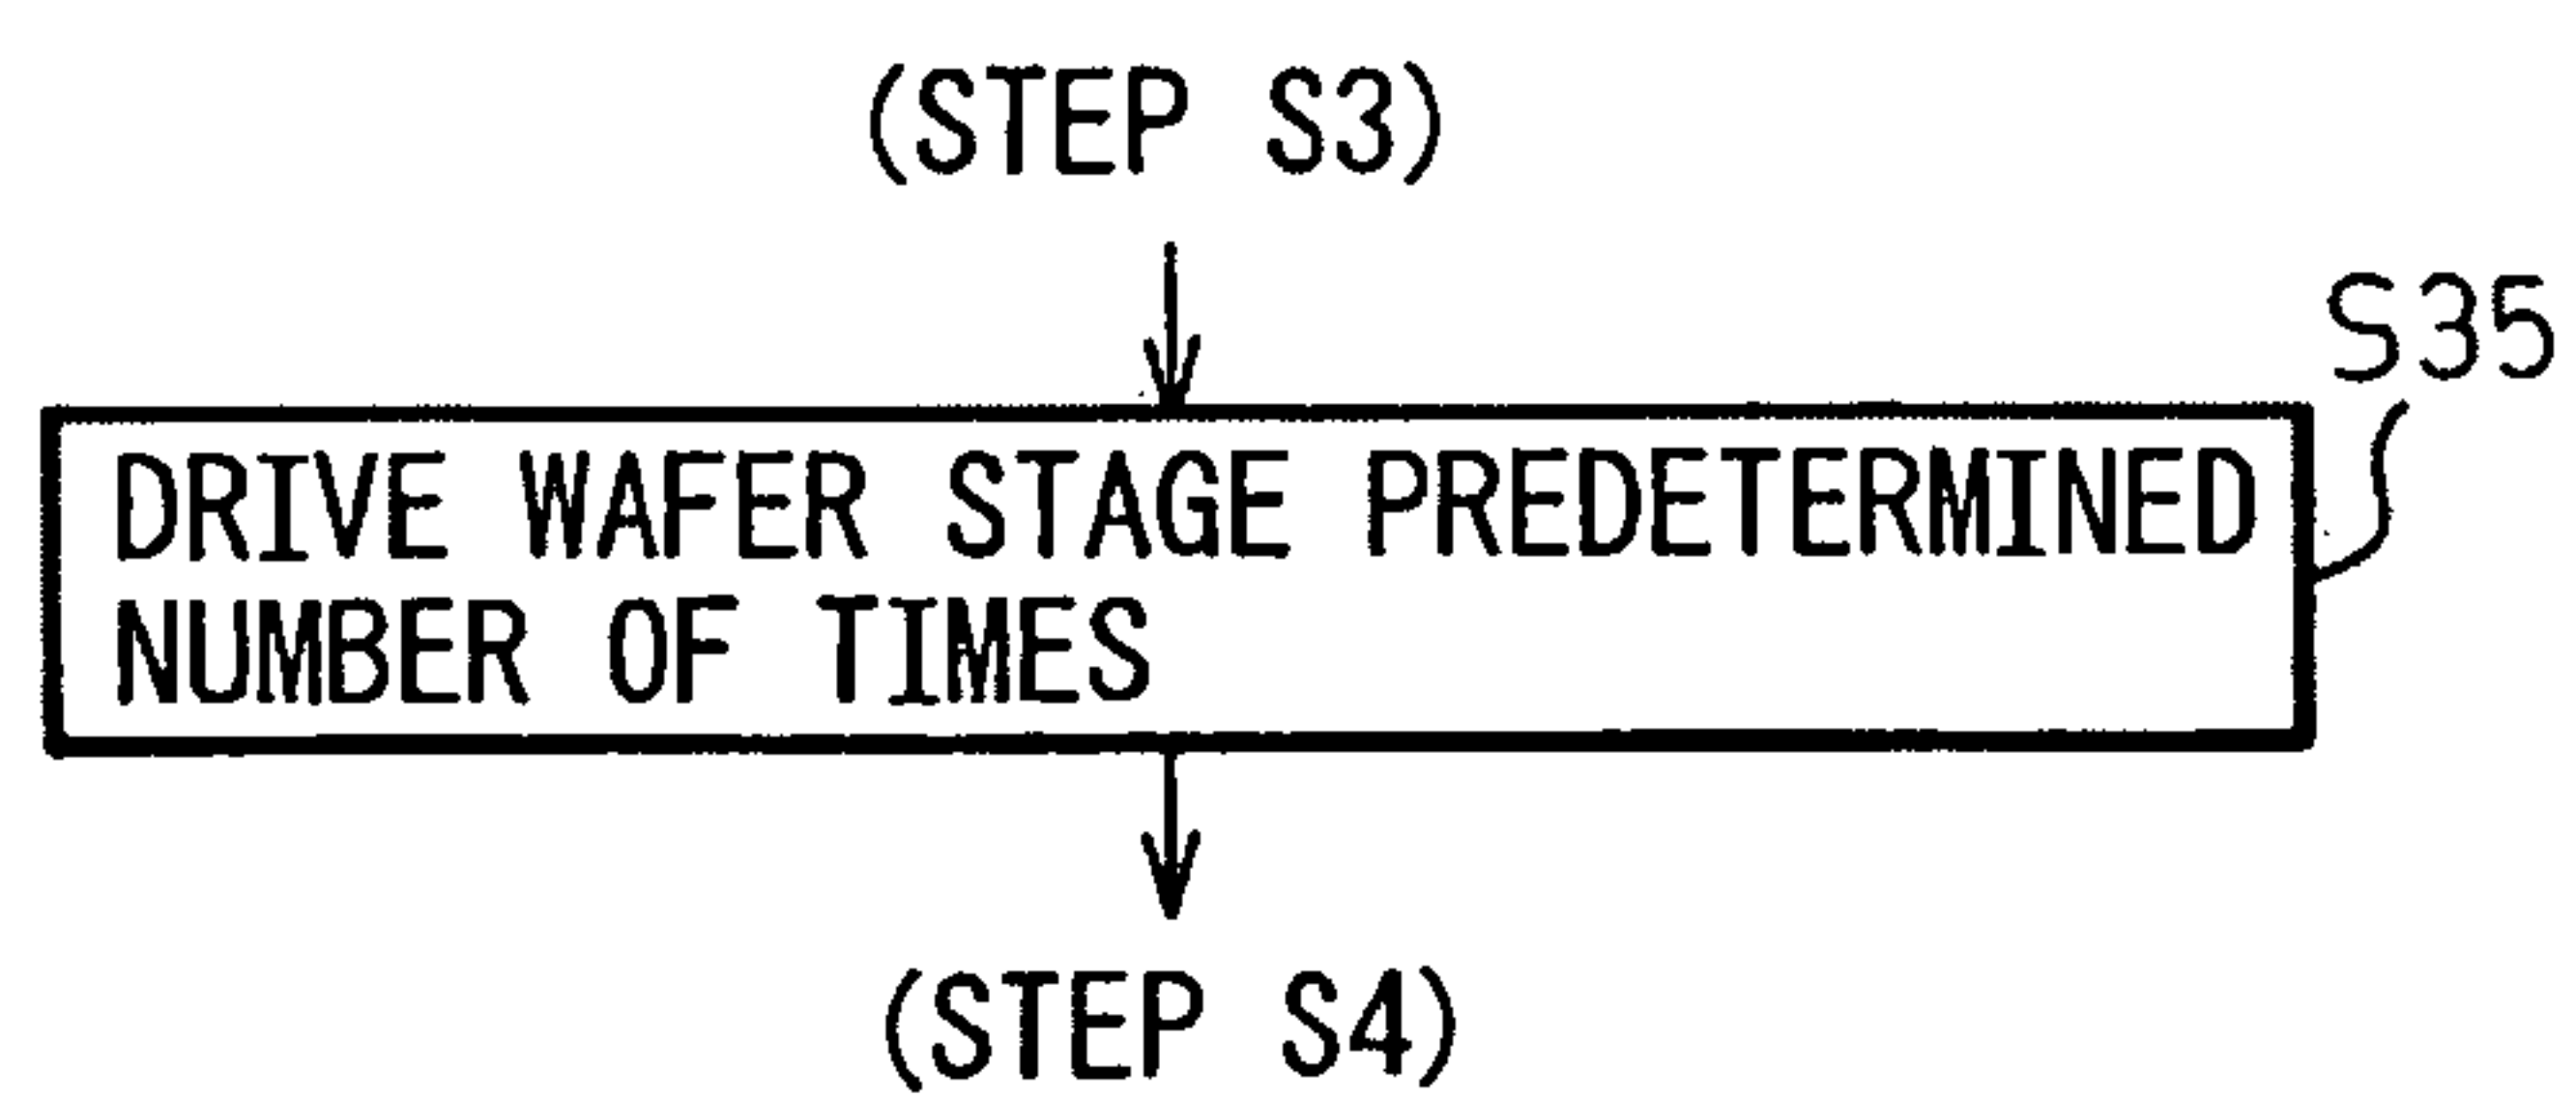 (STEP S3)
S35
DRIVE WAFER STAGE PREDETERMINED
NUMBER OF TIMES
(STEP S4)